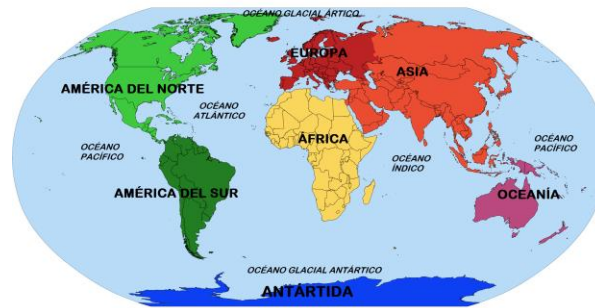 OCÉANO GLACIAL ÁRTICO
EUROPA
ASIA
AMÉRICA DEL NORTE
OCÉANO
ATLÁNTICO
ÁFRICA
OCÉANO
PACÍFICO
OCÉANO
ÍNDICO
OCÉANO
PACÍFICO
AMÉRICA DEL SUR
OCEANÍA
OCÉANO GLACIAL ANTÁRTICO
ANTÁRTIDA